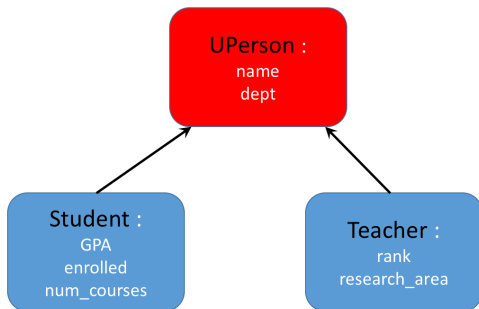 UPerson :
name
dept
Student :
GPA
enrolled
num_courses
Teacher :
rank
research_area